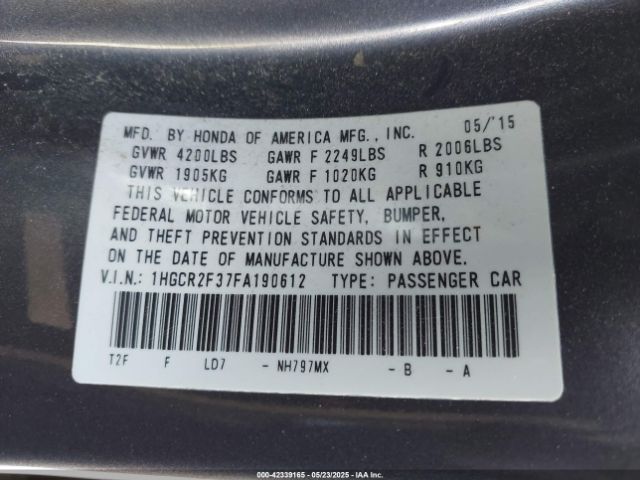 MFD. BY HONDA OF AMERICA MFG., INC. 05/'15
GVWR 4200LBS GAWR F 2249LBS R 2006LBS
GVWR 1905KG GAWR F 1020KG R 910KG
THIS VEHICLE CONFORMS TO ALL APPLICABLE
FEDERAL MOTOR VEHICLE SAFETY, BUMPER,
AND THEFT PREVENTION STANDARDS IN EFFECT
ON THE DATE OF MANUFACTURE SHOWN ABOVE.
V.I.N.: 1HGCR2F37FA190612 TYPE: PASSENGER CAR
T2F F LD7 - NH797MX - B - A
000-42339165 - 05/23/2025 - IAA Inc.